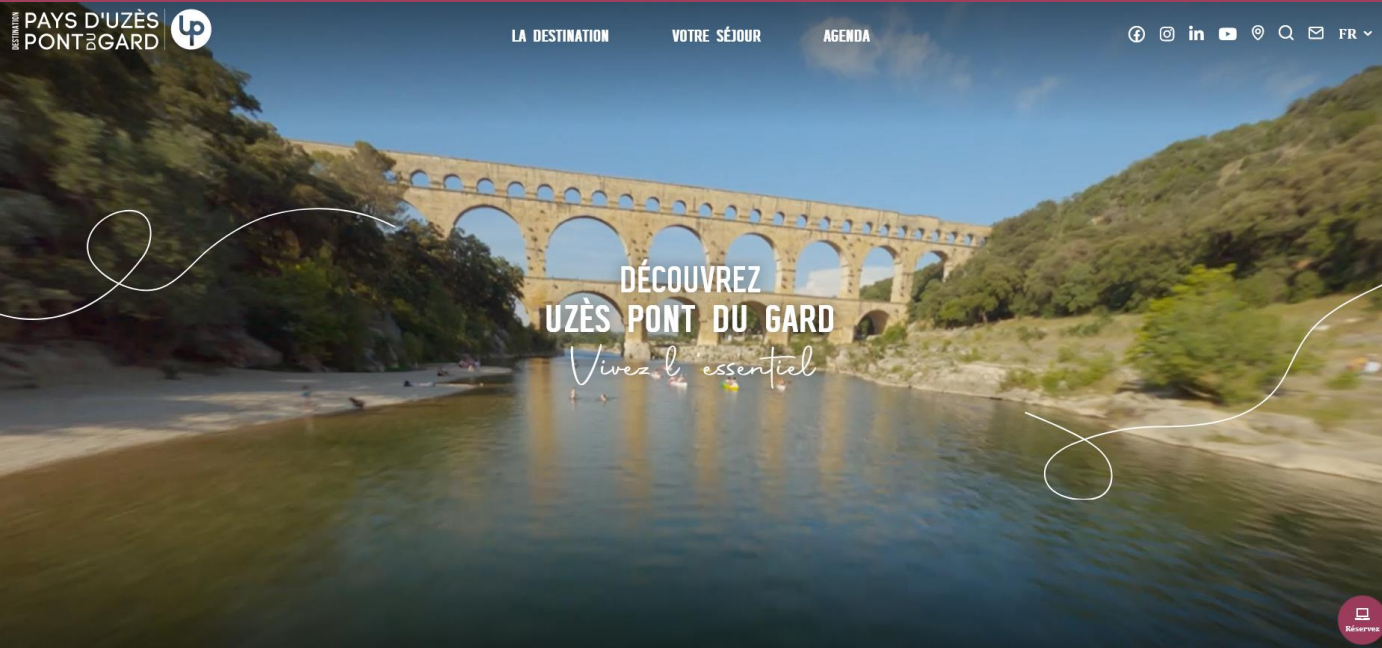 DESTINATION
PAYS D'UZÈS
PONT DU GARD
UP
LA DESTINATION
VOTRE SÉJOUR
AGENDA
FR
DÉCOUVREZ
UZÈS PONT DU GARD
Vivez l essentiel
Réservez